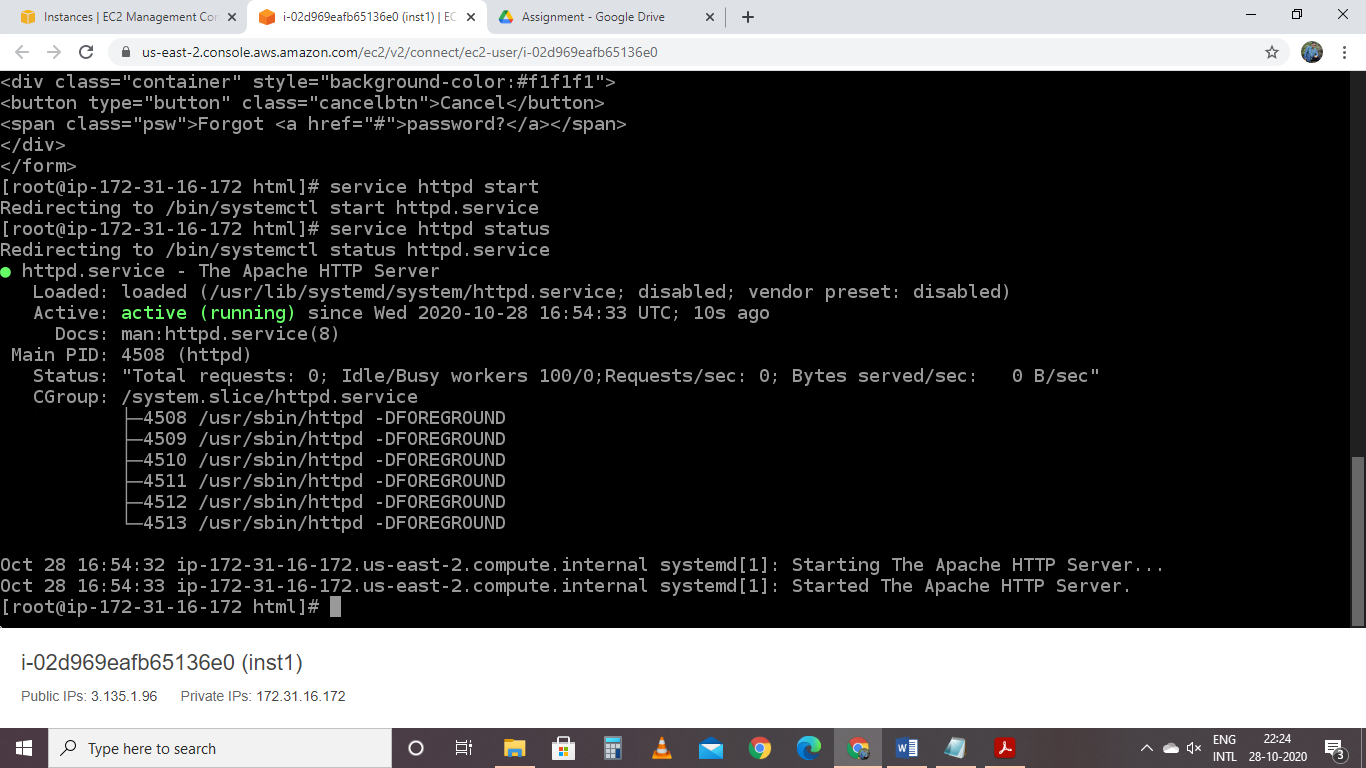 Instances | EC2 Management Con
i-02d969eafb65136e0 (inst1) | EC
Assignment - Google Drive
us-east-2.console.aws.amazon.com/ec2/v2/connect/ec2-user/i-02d969eafb65136e0
<div class="container" style="background-color:#f1f1f1">
<button type="button" class="cancelbtn">Cancel</button>
<span class="psw">Forgot <a href="#">password?</a></span>
</div>
</form>
[root@ip-172-31-16-172 html]# service httpd start
Redirecting to /bin/systemctl start httpd.service
[root@ip-172-31-16-172 html]# service httpd status
Redirecting to /bin/systemctl status httpd.service
● httpd.service - The Apache HTTP Server
   Loaded: loaded (/usr/lib/systemd/system/httpd.service; disabled; vendor preset: disabled)
   Active: active (running) since Wed 2020-10-28 16:54:33 UTC; 10s ago
     Docs: man:httpd.service(8)
 Main PID: 4508 (httpd)
   Status: "Total requests: 0; Idle/Busy workers 100/0;Requests/sec: 0; Bytes served/sec:   0 B/sec"
   CGroup: /system.slice/httpd.service
           ├─4508 /usr/sbin/httpd -DFOREGROUND
           ├─4509 /usr/sbin/httpd -DFOREGROUND
           ├─4510 /usr/sbin/httpd -DFOREGROUND
           ├─4511 /usr/sbin/httpd -DFOREGROUND
           ├─4512 /usr/sbin/httpd -DFOREGROUND
           └─4513 /usr/sbin/httpd -DFOREGROUND
Oct 28 16:54:32 ip-172-31-16-172.us-east-2.compute.internal systemd[1]: Starting The Apache HTTP Server...
Oct 28 16:54:33 ip-172-31-16-172.us-east-2.compute.internal systemd[1]: Started The Apache HTTP Server.
[root@ip-172-31-16-172 html]#
i-02d969eafb65136e0 (inst1)
Public IPs: 3.135.1.96 Private IPs: 172.31.16.172
Type here to search
ENG
INTL
22:24
28-10-2020
3